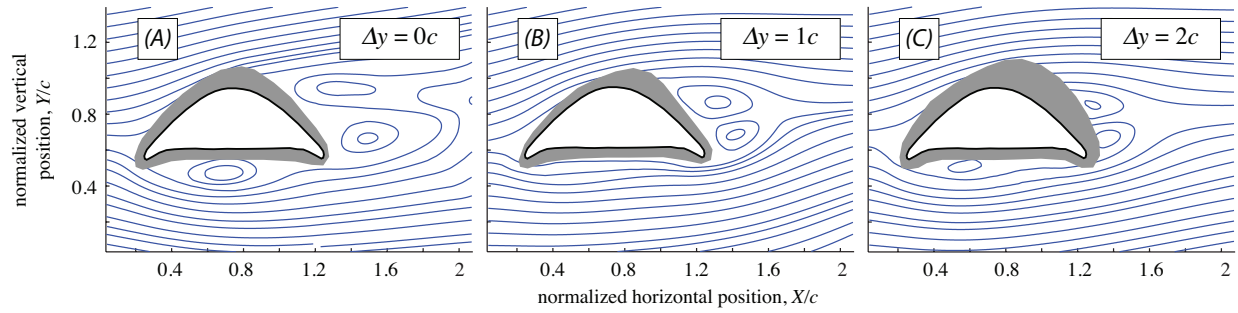 (A)
Δy = 0c
(B)
Δy = 1c
(C)
Δy = 2c
normalized vertical
position, Y/c
1.2
0.8
0.4
0.4 0.8 1.2 1.6 2
0.4 0.8 1.2 1.6 2
0.4 0.8 1.2 1.6 2
normalized horizontal position, X/c